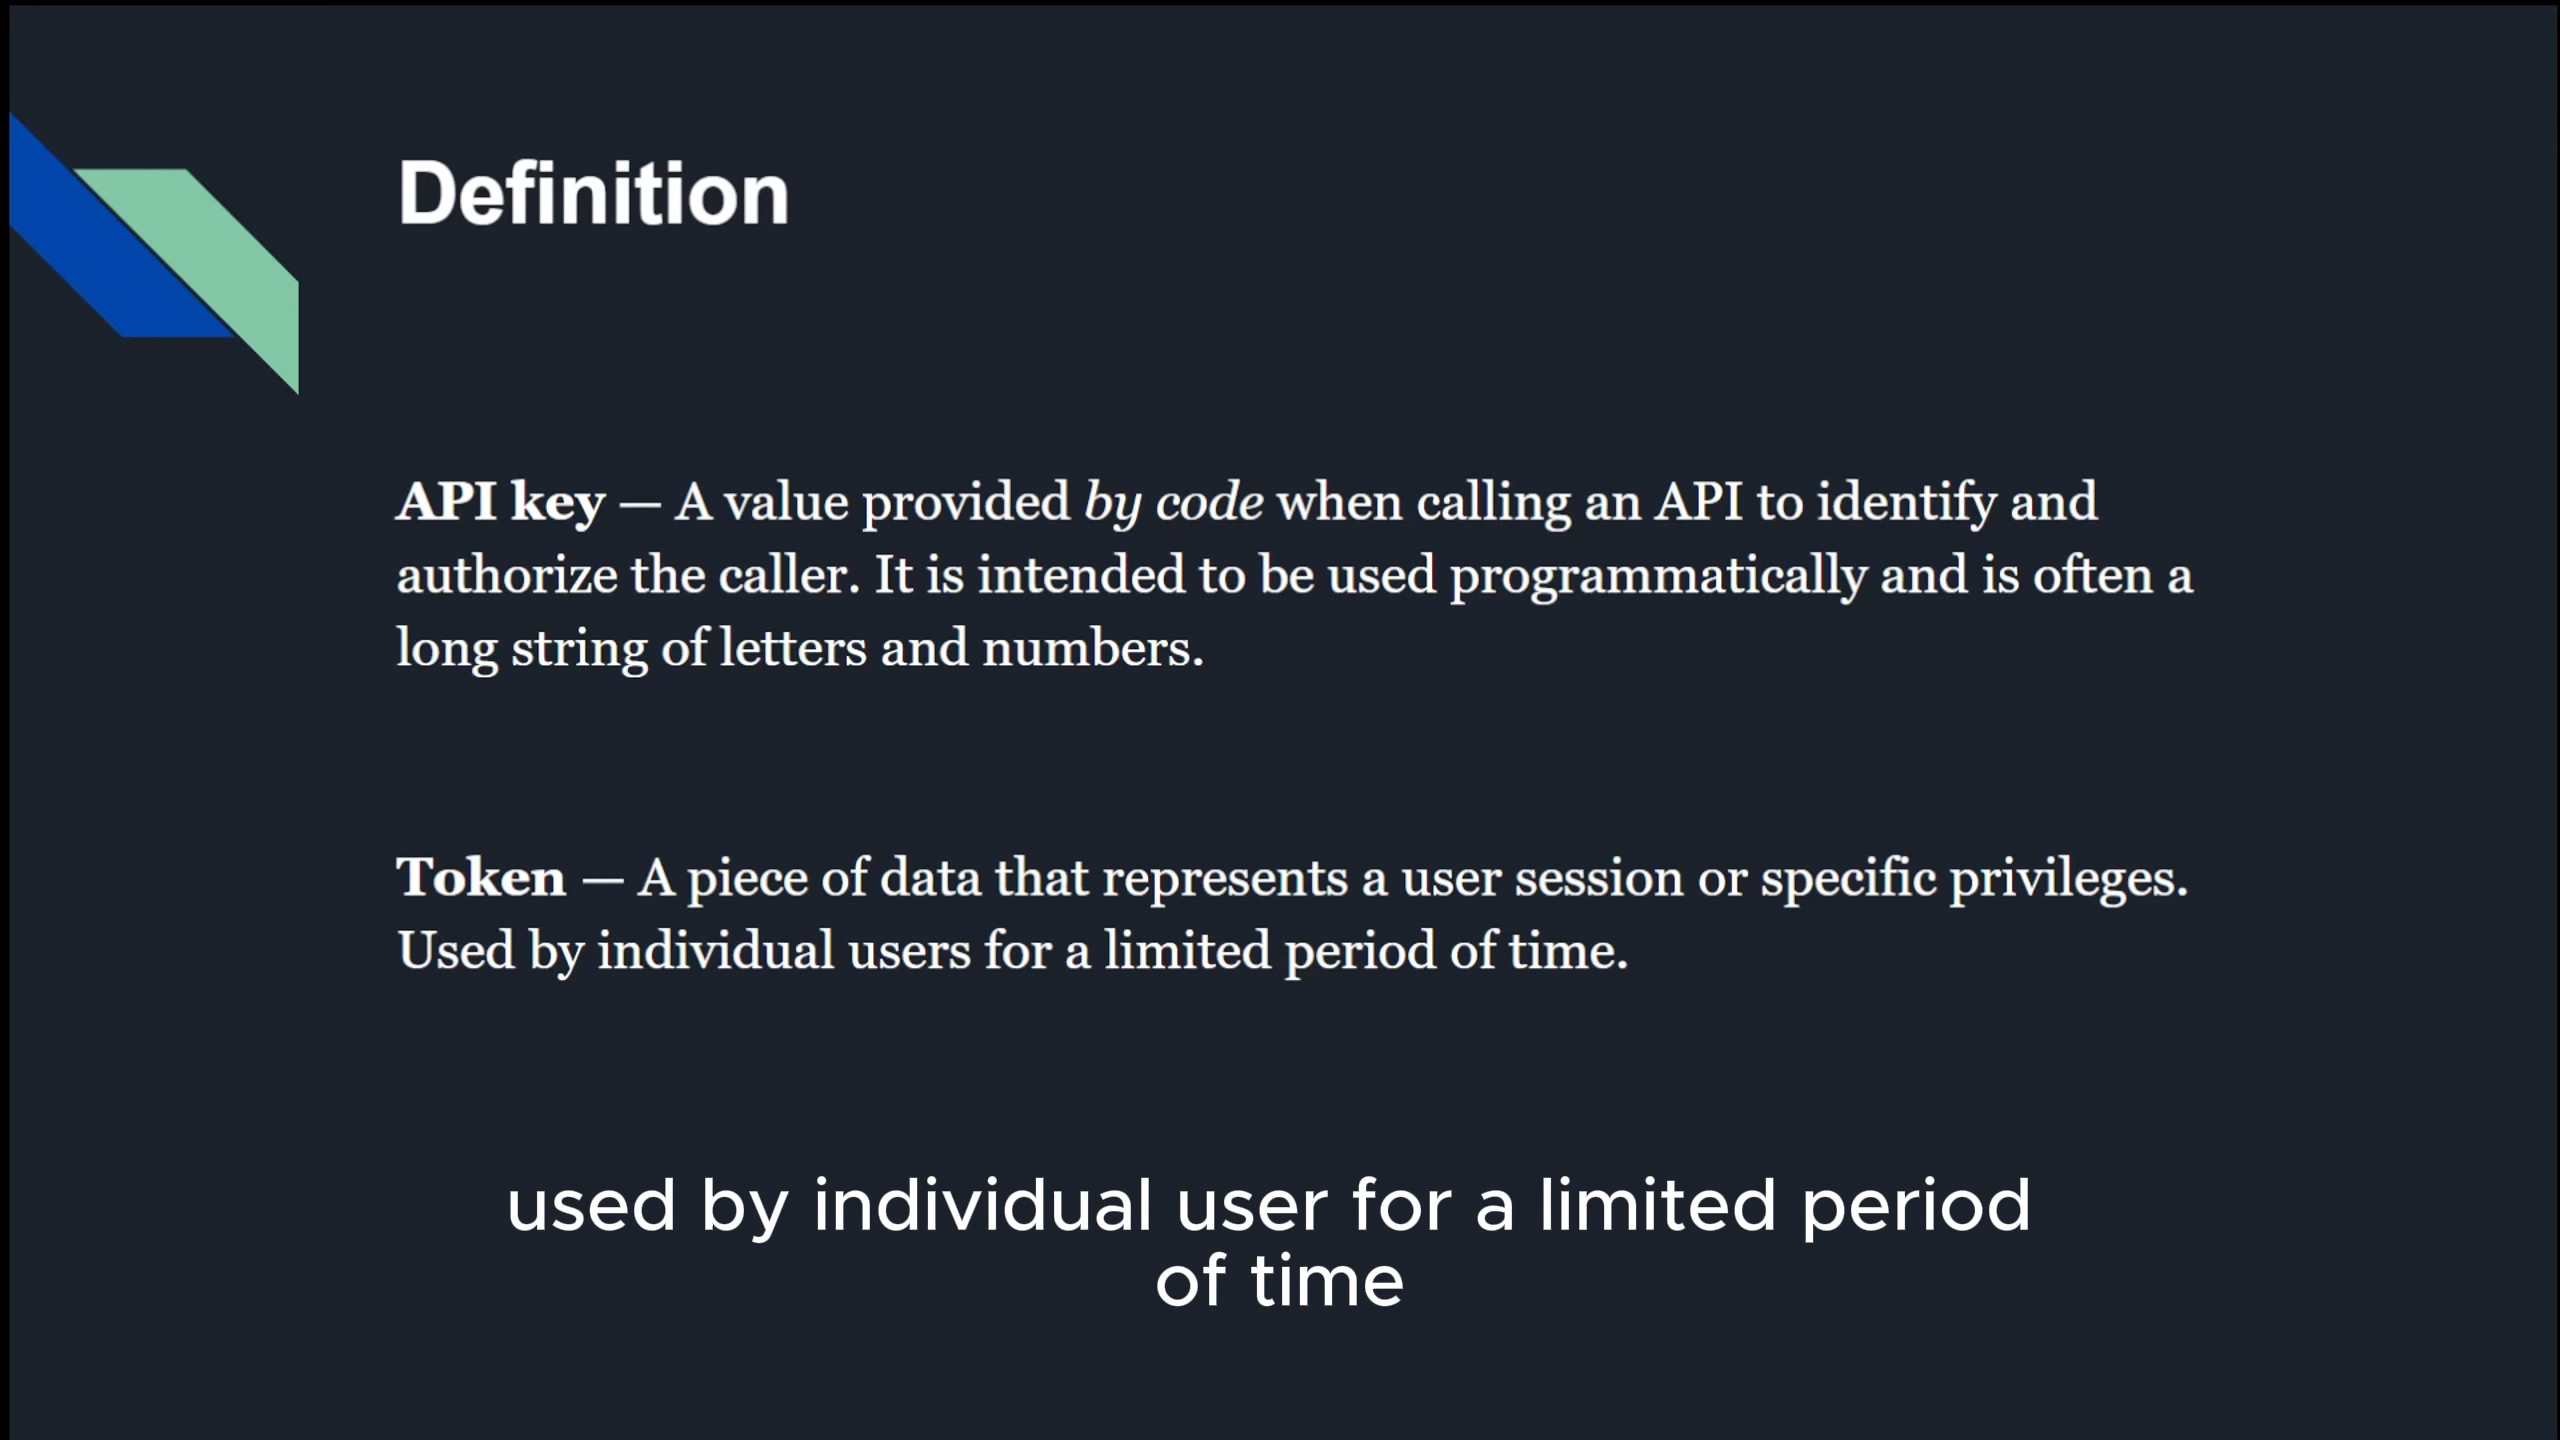 Definition
API key — A value provided by code when calling an API to identify and
authorize the caller. It is intended to be used programmatically and is often a
long string of letters and numbers.
Token — A piece of data that represents a user session or specific privileges.
Used by individual users for a limited period of time.
used by individual user for a limited period
of time